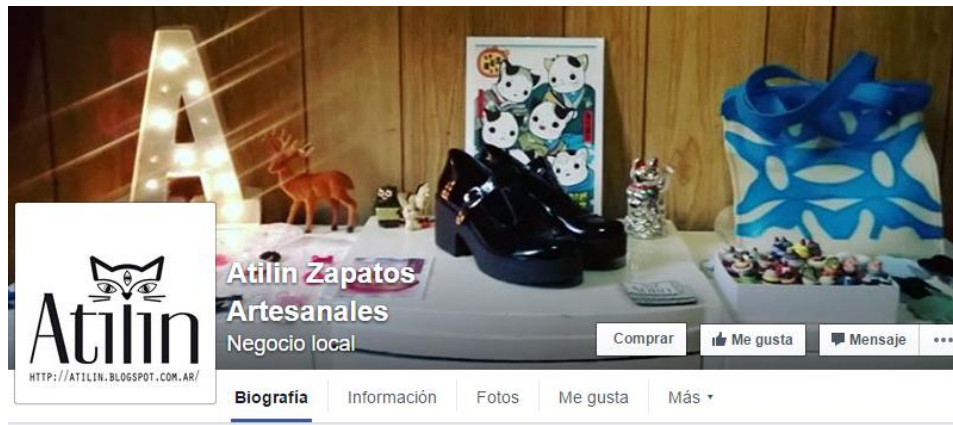 A
Atilin
HTTP://ATILIN.BLOGSPOT.COM.AR/
Atilin Zapatos
Artesanales
Negocio local
Comprar
Me gusta
Mensaje
Biografía
Información
Fotos
Me gusta
Más